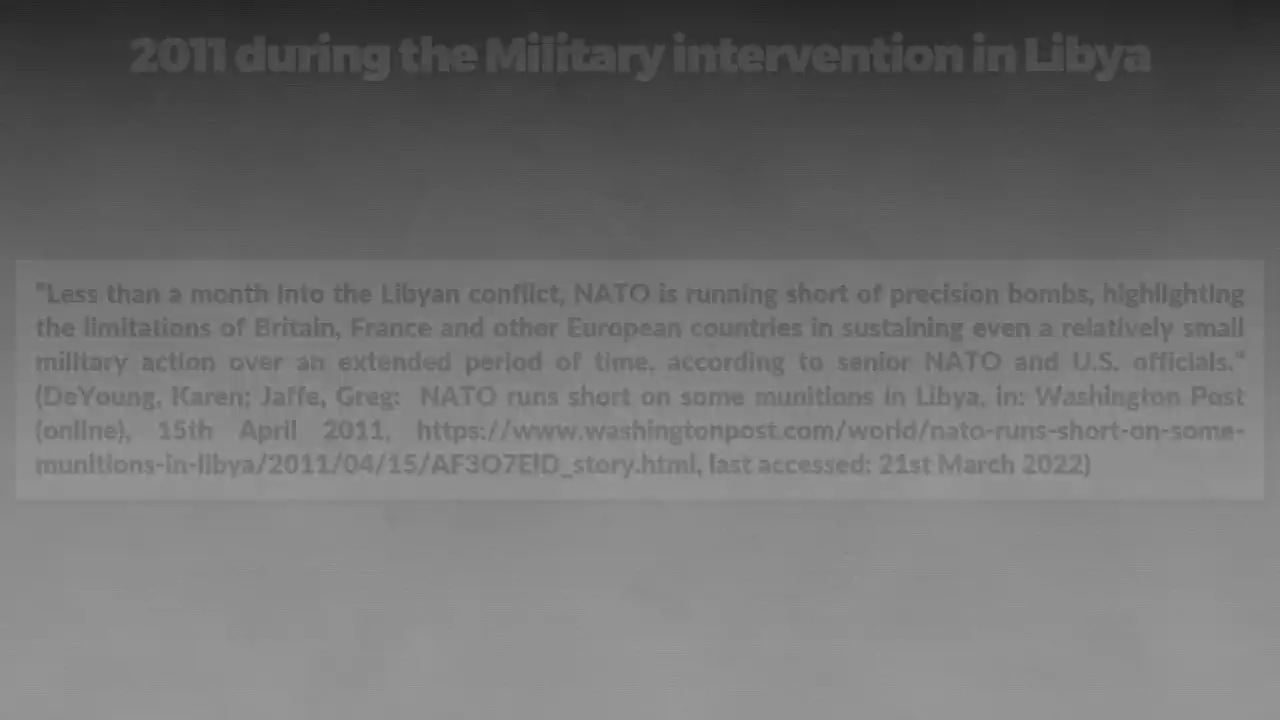 2011 during the Military intervention in Libya
"Less than a month into the Libyan conflict, NATO is running short of precision bombs, highlighting
the limitations of Britain, France and other European countries in sustaining even a relatively small
military action over an extended period of time, according to senior NATO and U.S. officials."
(DeYoung, Karen; Jaffe, Greg: NATO runs short on some munitions in Libya, in: Washington Post
(online), 15th April 2011, https://www.washingtonpost.com/world/nato-runs-short-on-some-
munitions-in-libya/2011/04/15/AF3O7ElD_story.html, last accessed: 21st March 2022)